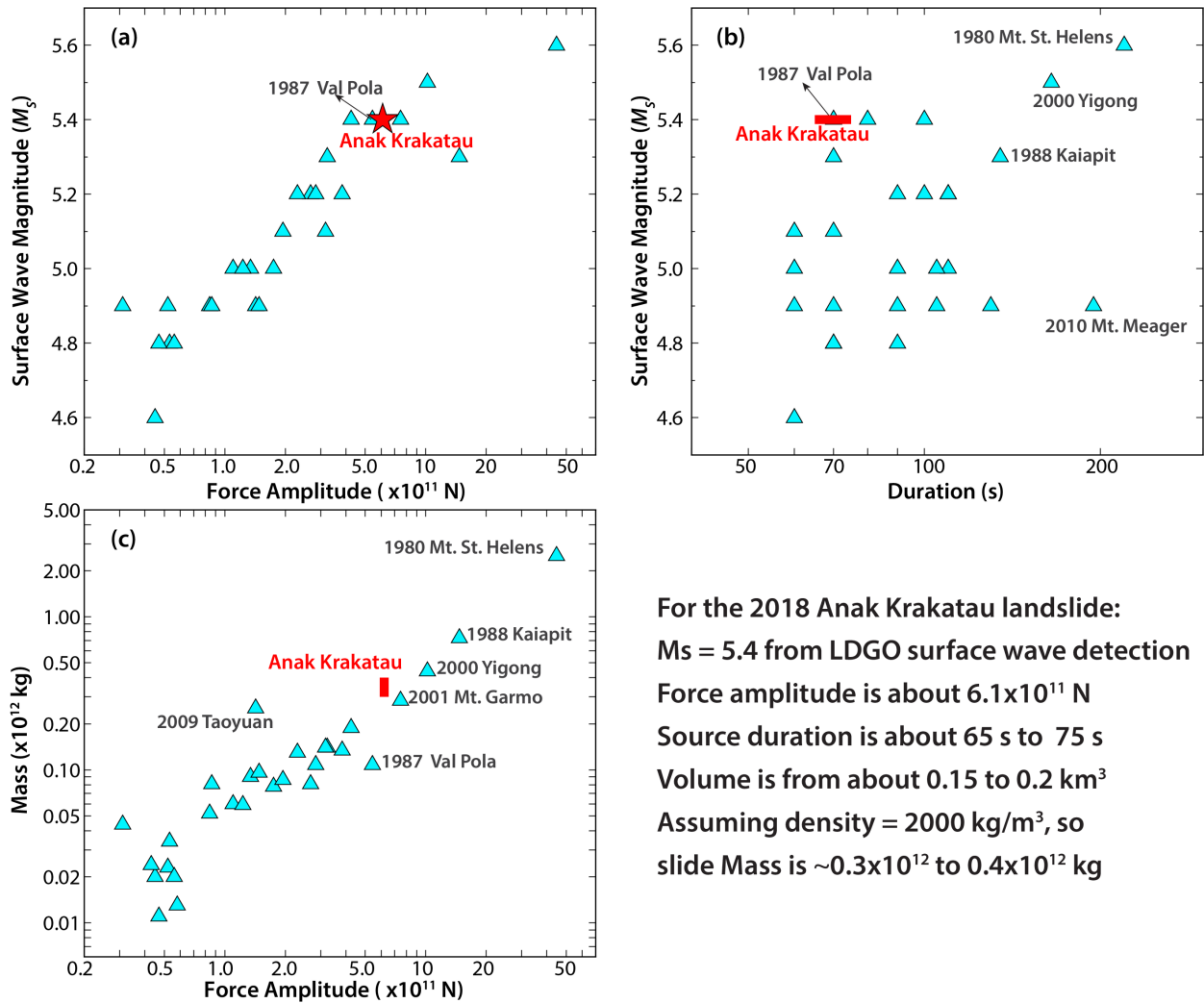 (a)
Surface Wave Magnitude (Ms)
5.6
5.4
5.2
5.0
4.8
4.6
1987 Val Pola
Anak Krakatau
0.2 0.5 1.0 2.0 5.0 10 20 50
Force Amplitude ( x10¹¹ N)
(b)
Surface Wave Magnitude (Ms)
5.6
5.4
5.2
5.0
4.8
4.6
1980 Mt. St. Helens
1987 Val Pola
2000 Yigong
Anak Krakatau
1988 Kaiapit
2010 Mt. Meager
50 70 100 200
Duration (s)
(c)
Mass (x10¹² kg)
5.00
2.00
1.00
0.50
0.20
0.10
0.05
0.02
0.01
1980 Mt. St. Helens
1988 Kaiapit
Anak Krakatau
2000 Yigong
2001 Mt. Garmo
2009 Taoyuan
1987 Val Pola
0.2 0.5 1.0 2.0 5.0 10 20 50
Force Amplitude ( x10¹¹ N)
For the 2018 Anak Krakatau landslide:
Ms = 5.4 from LDGO surface wave detection
Force amplitude is about 6.1x10¹¹ N
Source duration is about 65 s to 75 s
Volume is from about 0.15 to 0.2 km³
Assuming density = 2000 kg/m³, so
slide Mass is ~0.3x10¹² to 0.4x10¹² kg